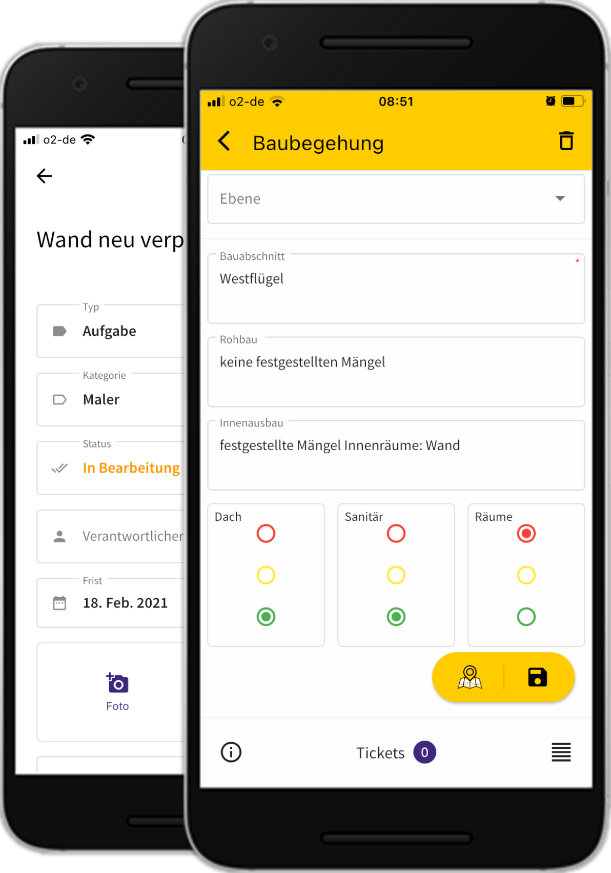 o2-de
Wand neu verp
Typ
Aufgabe
Kategorie
Maler
Status
In Bearbeitung
Verantwortlicher
Frist
18. Feb. 2021
Foto
o2-de 08:51
Baubegehung
Ebene
Bauabschnitt
*
Westflügel
Rohbau
keine festgestellten Mängel
Innenausbau
festgestellte Mängel Innenräume: Wand
Dach Sanitär Räume
Tickets 0